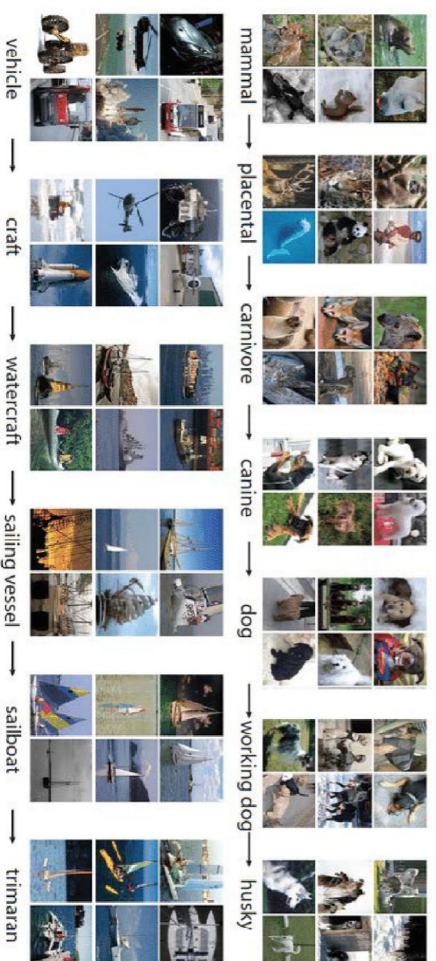 mammal → placental → carnivore → canine → dog → working dog → husky
vehicle → craft → watercraft → sailing vessel → sailboat → trimaran